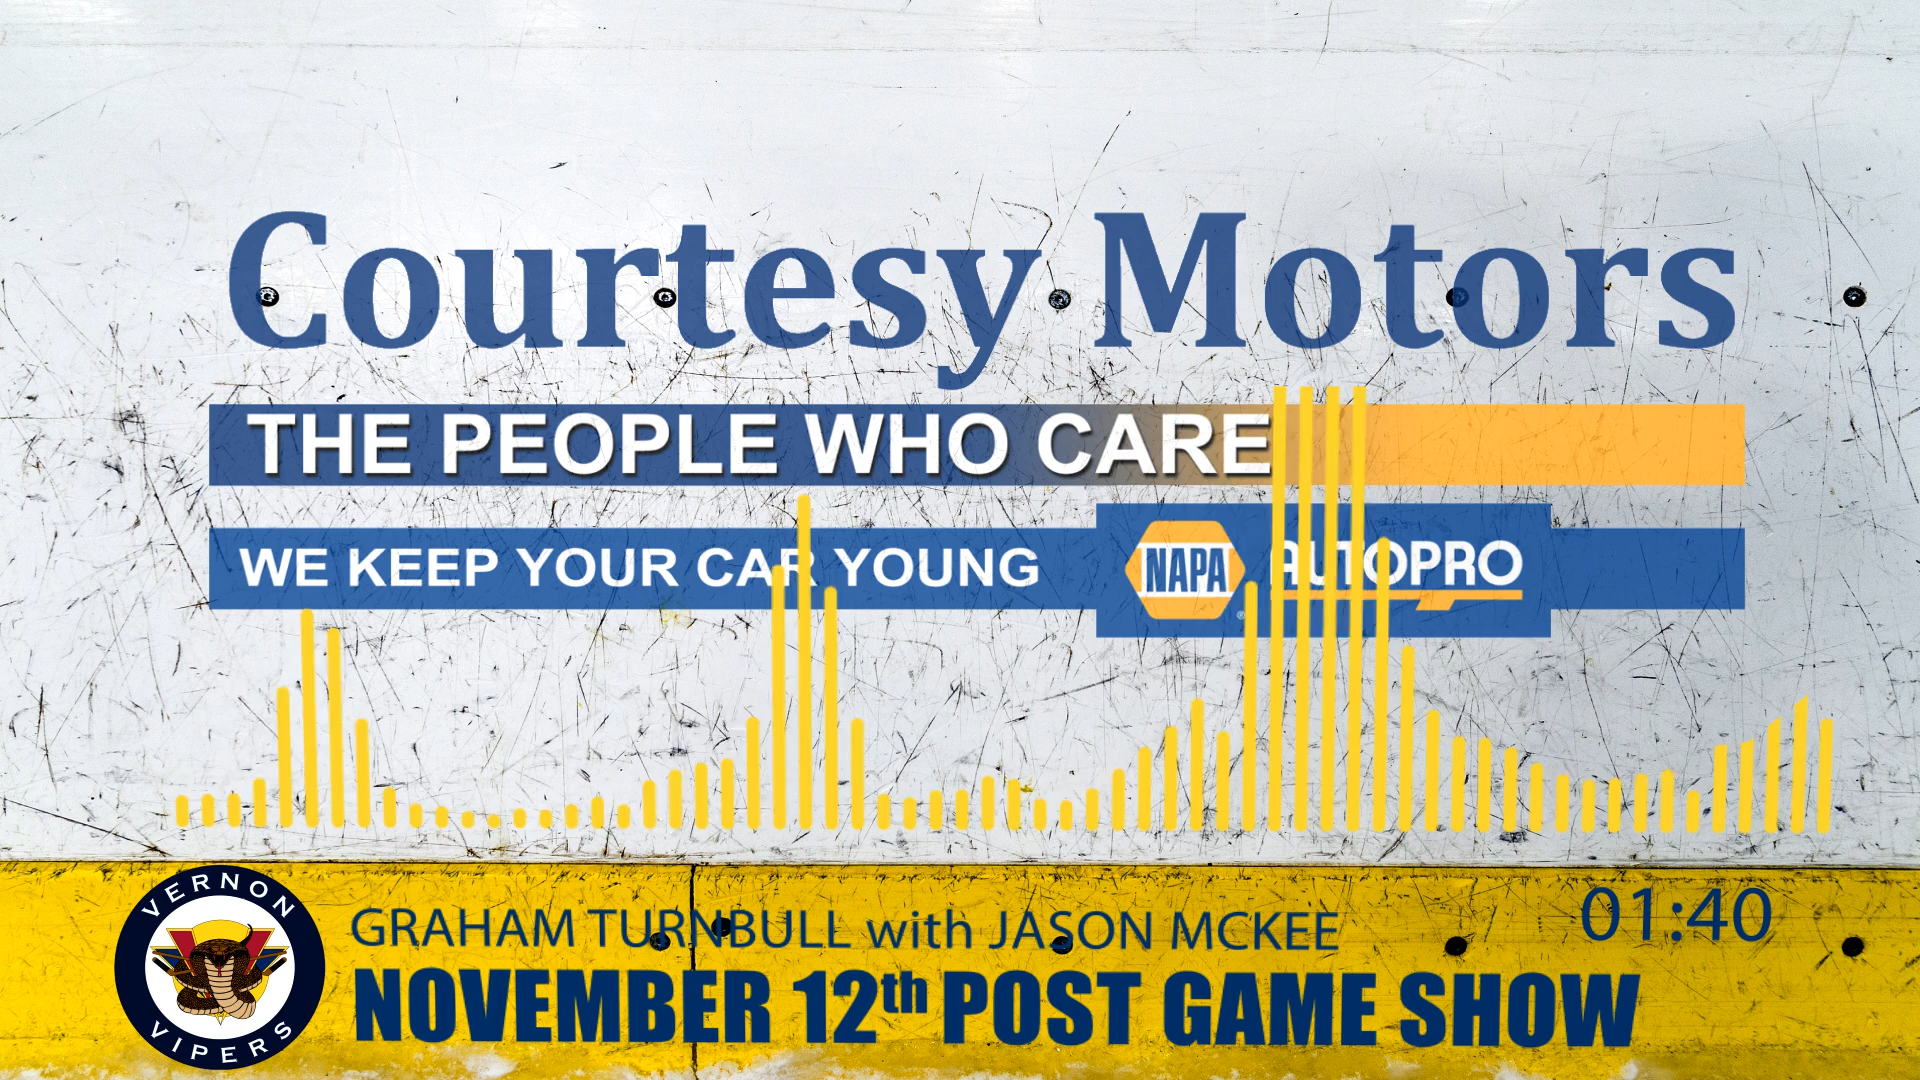 Courtesy Motors
THE PEOPLE WHO CARE
WE KEEP YOUR CAR YOUNG
NAPA AUTOPRO
®
VERNON
VIPERS
GRAHAM TURNBULL with JASON MCKEE
01:40
NOVEMBER 12th POST GAME SHOW